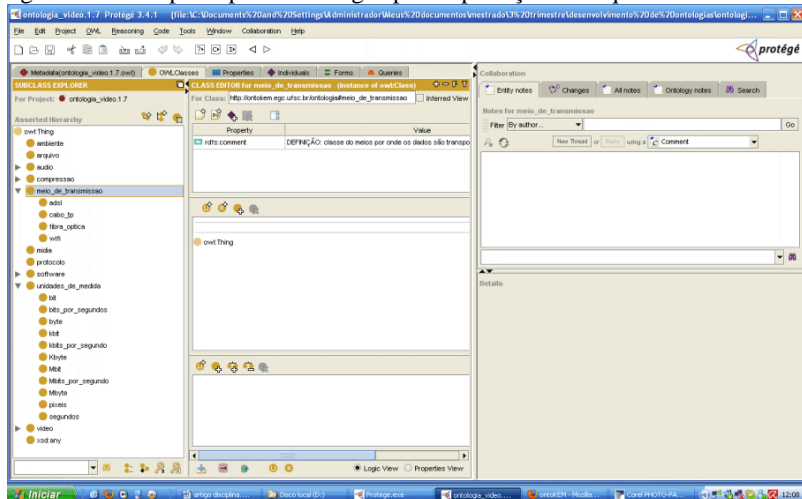 ontologia_video.1.7 Protégé 3.4.1 (file:\C:\Documents%20and%20Settings\Administrador\Meus%20documentos\mestrado\3%20trimestre\desenvolvimento%20de%20ontologias\ontologi...
File Edit Project OWL Reasoning Code Tools Window Collaboration Help
protégé
Metadata(ontologia_video.1.7.owl) OWLClasses Properties Individuals Forms Queries
SUBCLASS EXPLORER
For Project: ontologia_video.1.7
Asserted Hierarchy
owl:Thing
ambiente
arquivo
audio
compressao
meio_de_transmissao
adsl
cabo_tp
fibra_optica
wifi
midia
protocolo
software
unidades_de_medida
bit
bits_por_segundos
byte
kbit
kbits_por_segundo
Kbyte
Mbit
Mbits_por_segundo
Mbyte
pixeis
segundos
video
xsd:any
CLASS EDITOR for meio_de_transmissao (instance of owl:Class)
For Class: http://ontokem.egc.ufsc.br/ontologia#meio_de_transmissao Inferred View
Property Value
rdfs:comment DEFINIÇÃO: classe do meios por onde os dados são transpo
owl:Thing
Logic View Properties View
Collaboration
Entity notes Changes All notes Ontology notes Search
Notes for meio_de_transmissao
Filter By author... Go
New Thread or Reply using a Comment
Details
Iniciar artigo disciplina.... Disco local (D:) Protege.exe ontologia_video.... ontoKEM - Mozilla... Corel PHOTO-PA... 12:08